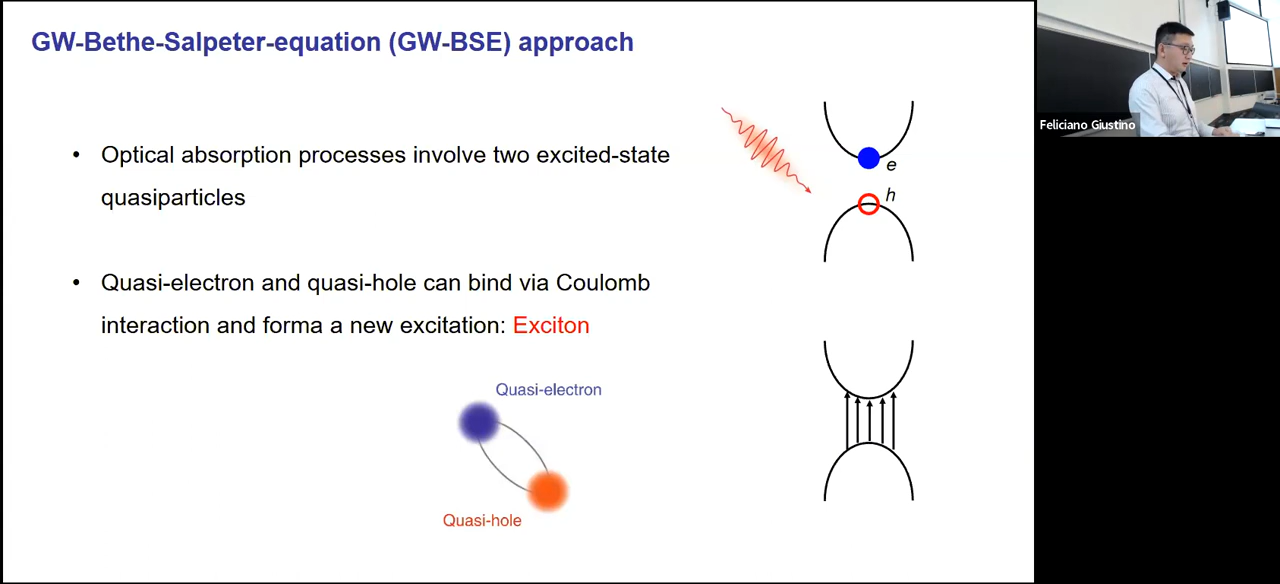 GW-Bethe-Salpeter-equation (GW-BSE) approach
• Optical absorption processes involve two excited-state
quasiparticles
• Quasi-electron and quasi-hole can bind via Coulomb
interaction and forma a new excitation: Exciton
Quasi-electron
Quasi-hole
e
h
Feliciano Giustino